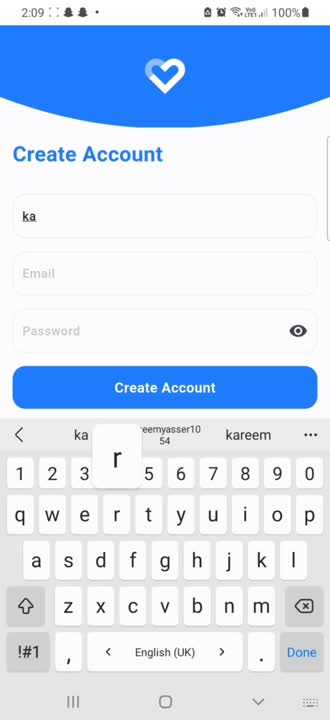 2:09
100%
Create Account
ka
Email
Password
Create Account
ka
reemyasser10
54
kareem
r
1 2 3 5 6 7 8 9 0
q w e r t y u i o p
a s d f g h j k l
z x c v b n m
!#1 , English (UK) . Done